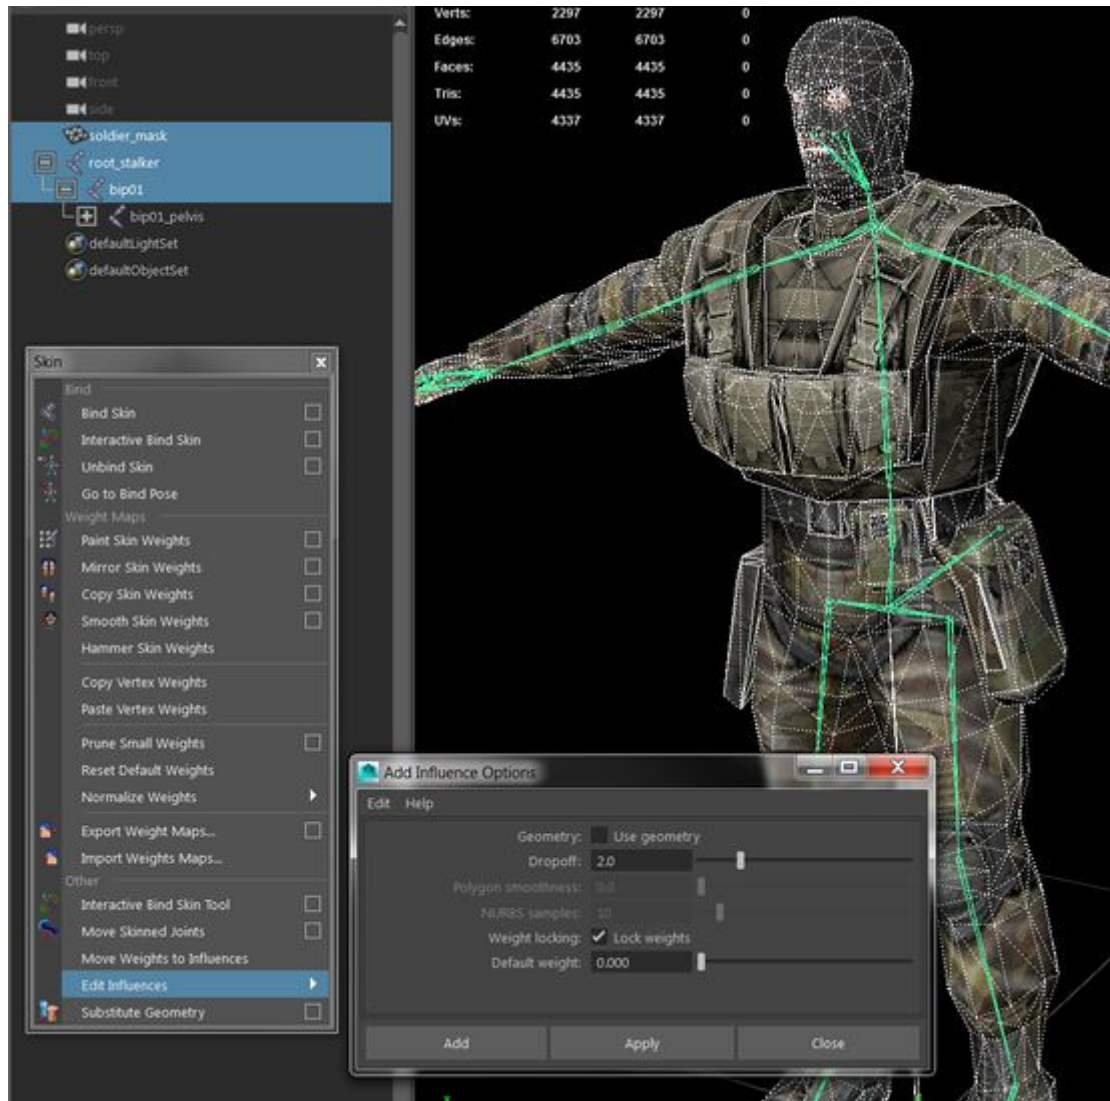 persp
top
front
side
soldier_mask
root_stalker
bip01
bip01_pelvis
defaultLightSet
defaultObjectSet
Verts: 2297 2297 0
Edges: 6703 6703 0
Faces: 4435 4435 0
Tris: 4435 4435 0
UVs: 4337 4337 0
Skin
Bind
Bind Skin
Interactive Bind Skin
Unbind Skin
Go to Bind Pose
Weight Maps
Paint Skin Weights
Mirror Skin Weights
Copy Skin Weights
Smooth Skin Weights
Hammer Skin Weights
Copy Vertex Weights
Paste Vertex Weights
Prune Small Weights
Reset Default Weights
Normalize Weights
Export Weight Maps...
Import Weights Maps...
Other
Interactive Bind Skin Tool
Move Skinned Joints
Move Weights to Influences
Edit Influences
Substitute Geometry
Add Influence Options
Edit Help
Geometry: Use geometry
Dropoff: 2.0
Polygon smoothness: 0.0
NURBS samples: 10
Weight locking: Lock weights
Default weight: 0.000
Add Apply Close